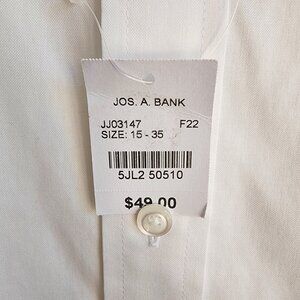 JOS. A. BANK
JJ03147 F22
SIZE: 15 - 35
5JL2 50510
$49.00